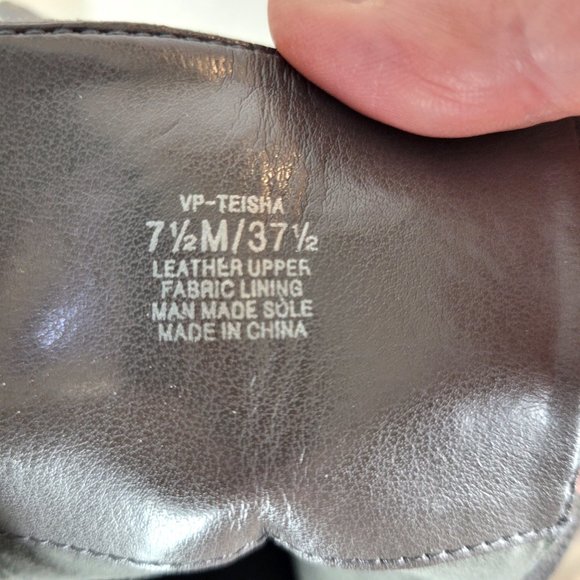 VP-TEISHA
7½M/37½
LEATHER UPPER
FABRIC LINING
MAN MADE SOLE
MADE IN CHINA